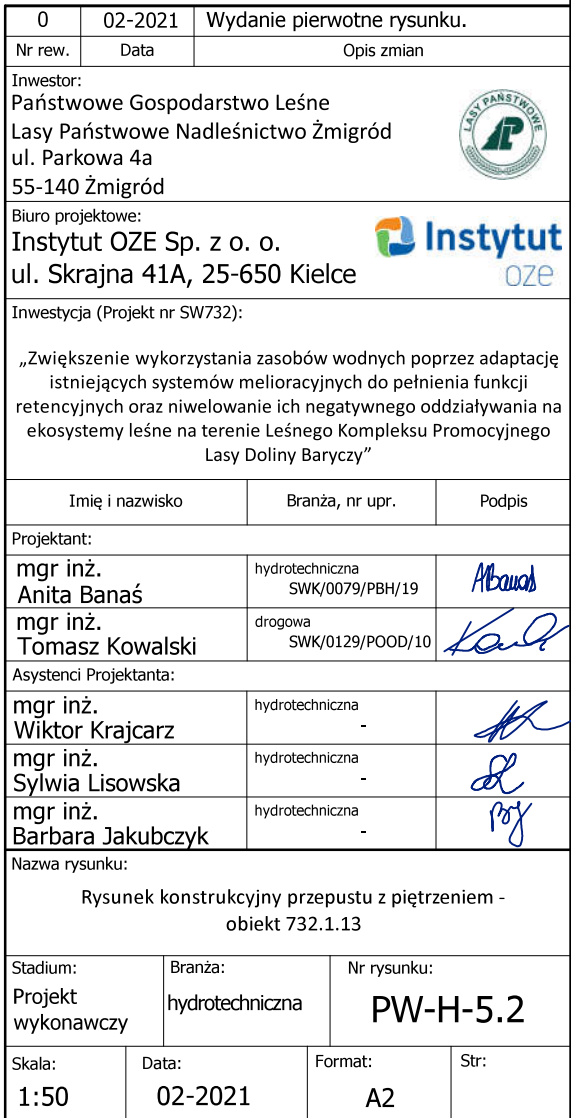 0 02-2021 Wydanie pierwotne rysunku.
Nr rew. Data Opis zmian
Inwestor:
Państwowe Gospodarstwo Leśne
Lasy Państwowe Nadleśnictwo Żmigród
ul. Parkowa 4a
55-140 Żmigród
LASY PAŃSTWOWE
Biuro projektowe:
Instytut OZE Sp. z o. o.
ul. Skrajna 41A, 25-650 Kielce
Instytut
oze
Inwestycja (Projekt nr SW732):
„Zwiększenie wykorzystania zasobów wodnych poprzez adaptację
istniejących systemów melioracyjnych do pełnienia funkcji
retencyjnych oraz niwelowanie ich negatywnego oddziaływania na
ekosystemy leśne na terenie Leśnego Kompleksu Promocyjnego
Lasy Doliny Baryczy”
Imię i nazwisko Branża, nr upr. Podpis
Projektant:
mgr inż.
Anita Banaś
hydrotechniczna
SWK/0079/PBH/19
ABanaś
mgr inż.
Tomasz Kowalski
drogowa
SWK/0129/POOD/10
Asystenci Projektanta:
mgr inż.
Wiktor Krajcarz
hydrotechniczna
-
mgr inż.
Sylwia Lisowska
hydrotechniczna
-
mgr inż.
Barbara Jakubczyk
hydrotechniczna
-
Nazwa rysunku:
Rysunek konstrukcyjny przepustu z piętrzeniem -
obiekt 732.1.13
Stadium: Branża: Nr rysunku:
Projekt
wykonawczy
hydrotechniczna
PW-H-5.2
Skala: Data: Format: Str:
1:50 02-2021 A2